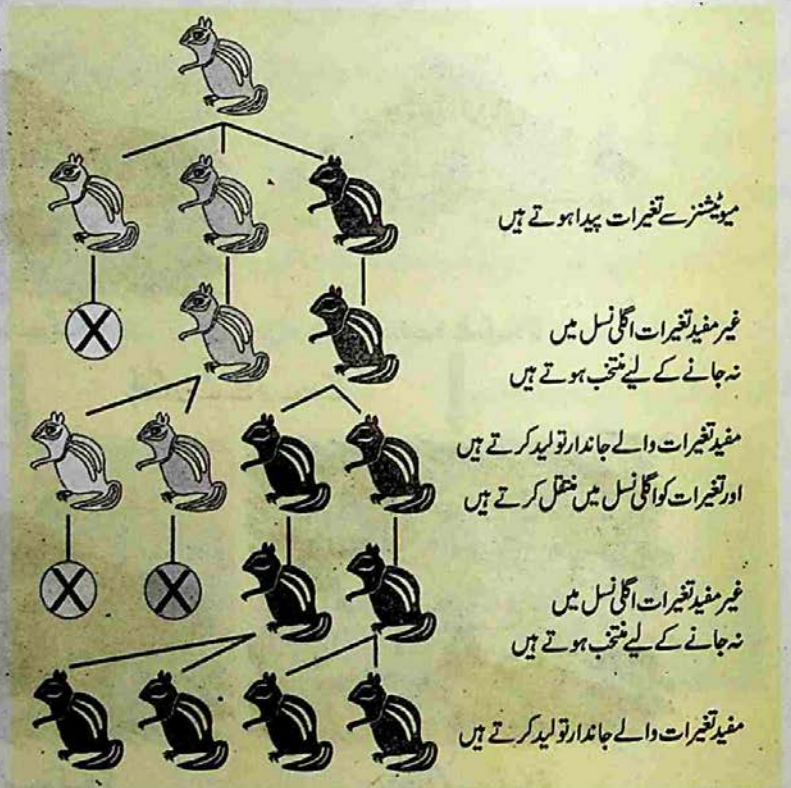 میوٹیشنز سے تغیرات پیدا ہوتے ہیں
غیر مفید تغیرات اگلی نسل میں
نہ جانے کے لیے منتخب ہوتے ہیں
مفید تغیرات والے جاندار تولید کرتے ہیں
اور تغیرات کو اگلی نسل میں منتقل کرتے ہیں
غیر مفید تغیرات اگلی نسل میں
نہ جانے کے لیے منتخب ہوتے ہیں
مفید تغیرات والے جاندار تولید کرتے ہیں